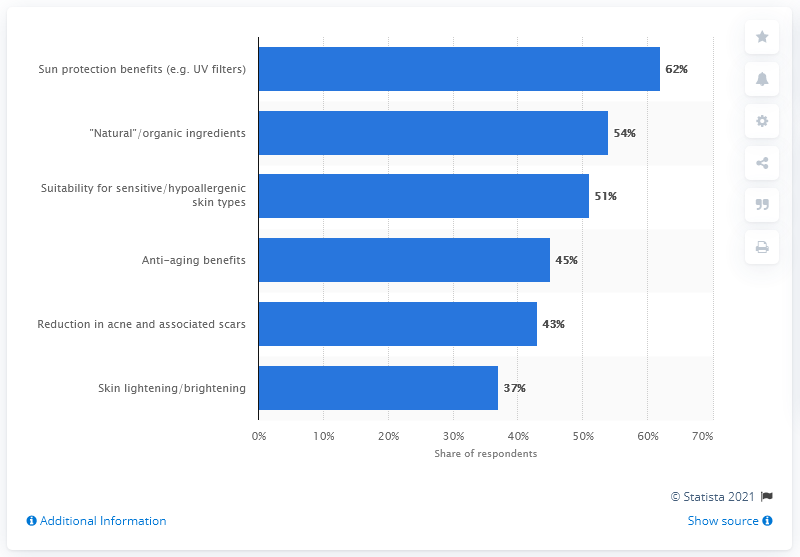 Sun protection benefits (e.g. UV filters)
62%
"Natural"/organic ingredients
54%
Suitability for sensitive/hypoallergenic
skin types
51%
Anti-aging benefits
45%
Reduction in acne and associated scars
43%
Skin lightening/brightening
37%
0% 10% 20% 30% 40% 50% 60% 70%
Share of respondents
© Statista 2021
Additional Information
Show source